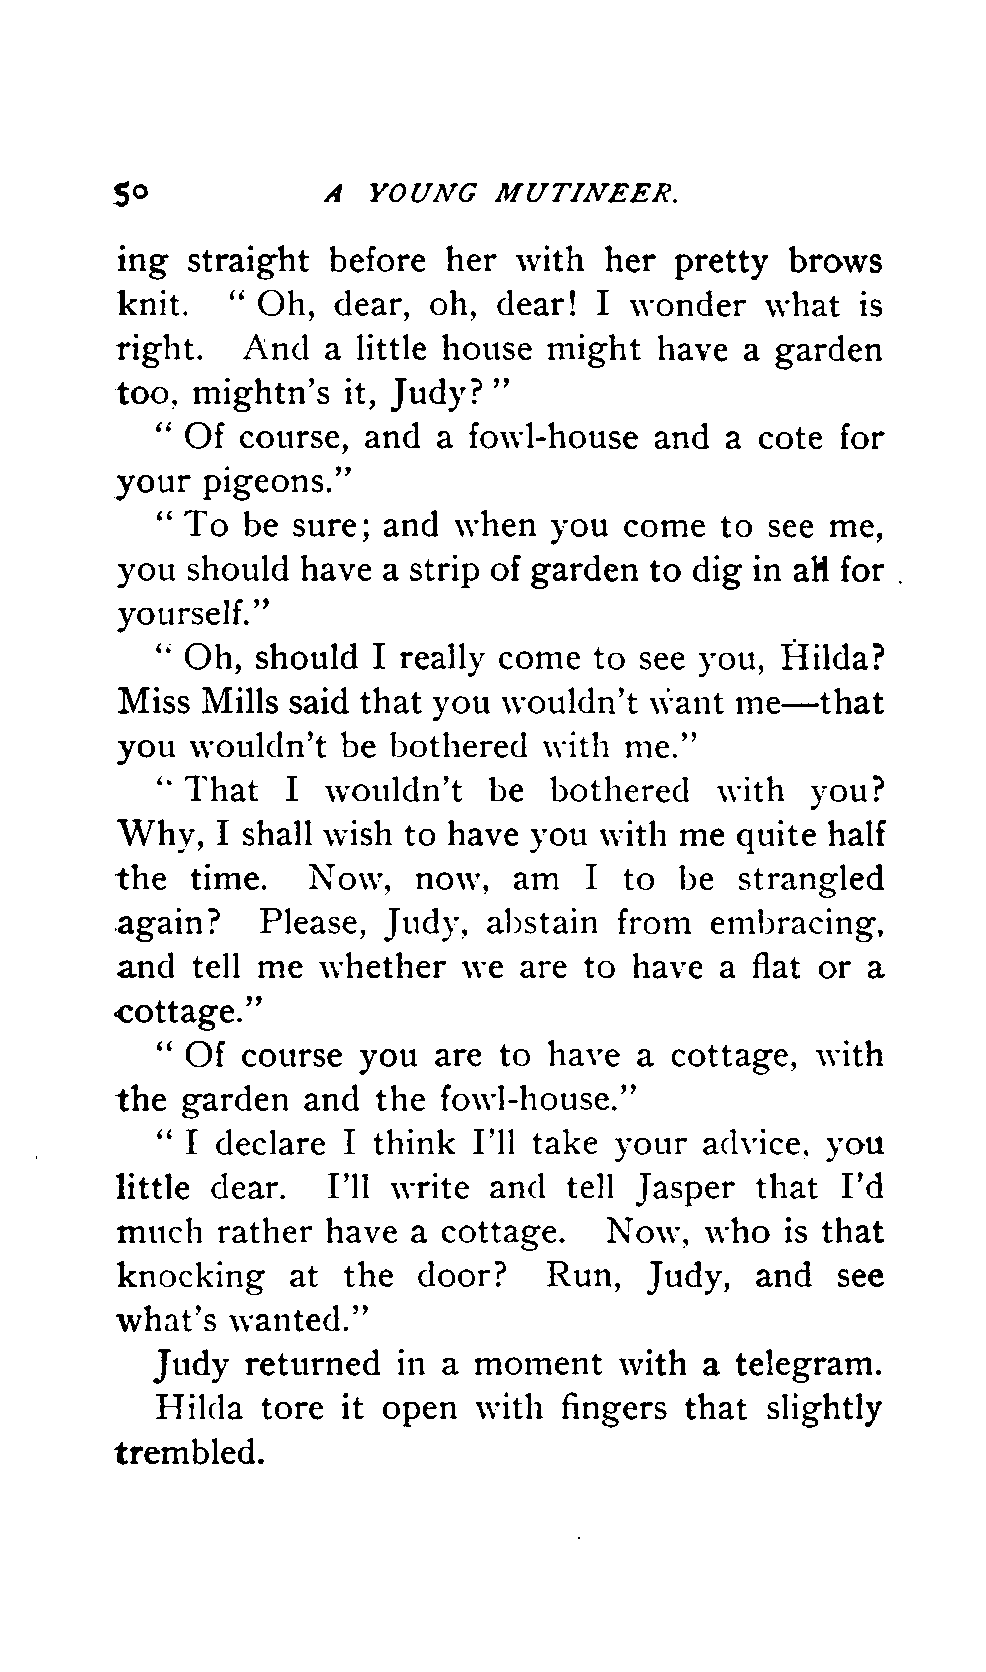 50 A YOUNG MUTINEER.
ing straight before her with her pretty brows
knit. "Oh, dear, oh, dear! I wonder what is
right. And a little house might have a garden
too, mightn't it, Judy?"
"Of course, and a fowl-house and a cote for
your pigeons."
"To be sure; and when you come to see me,
you should have a strip of garden to dig in all for
yourself."
"Oh, should I really come to see you, Hilda?
Miss Mills said that you wouldn't want me—that
you wouldn't be bothered with me."
"That I wouldn't be bothered with you?
Why, I shall wish to have you with me quite half
the time. Now, now, am I to be strangled
again? Please, Judy, abstain from embracing,
and tell me whether we are to have a flat or a
cottage."
"Of course you are to have a cottage, with
the garden and the fowl-house."
"I declare I think I'll take your advice, you
little dear. I'll write and tell Jasper that I'd
much rather have a cottage. Now, who is that
knocking at the door? Run, Judy, and see
what's wanted."
Judy returned in a moment with a telegram.
Hilda tore it open with fingers that slightly
trembled.